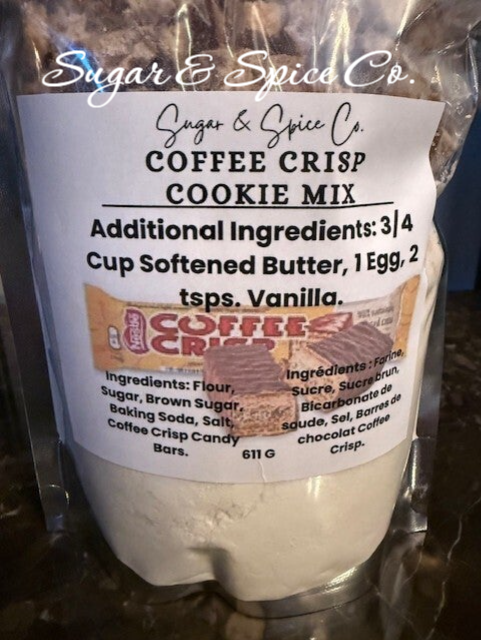 Sugar & Spice Co.
Sugar & Spice Co.
COFFEE CRISP
COOKIE MIX
Additional Ingredients: 3/4
Cup Softened Butter, 1 Egg, 2
tsps. Vanilla.
Nestlé
COFFEE
CRISP
Ingredients: Flour,
Sugar, Brown Sugar,
Baking Soda, Salt,
Coffee Crisp Candy
Bars.
611 G
Ingrédients : Farine,
Sucre, Sucre brun,
Bicarbonate de
soude, Sel, Barres de
chocolat Coffee
Crisp.